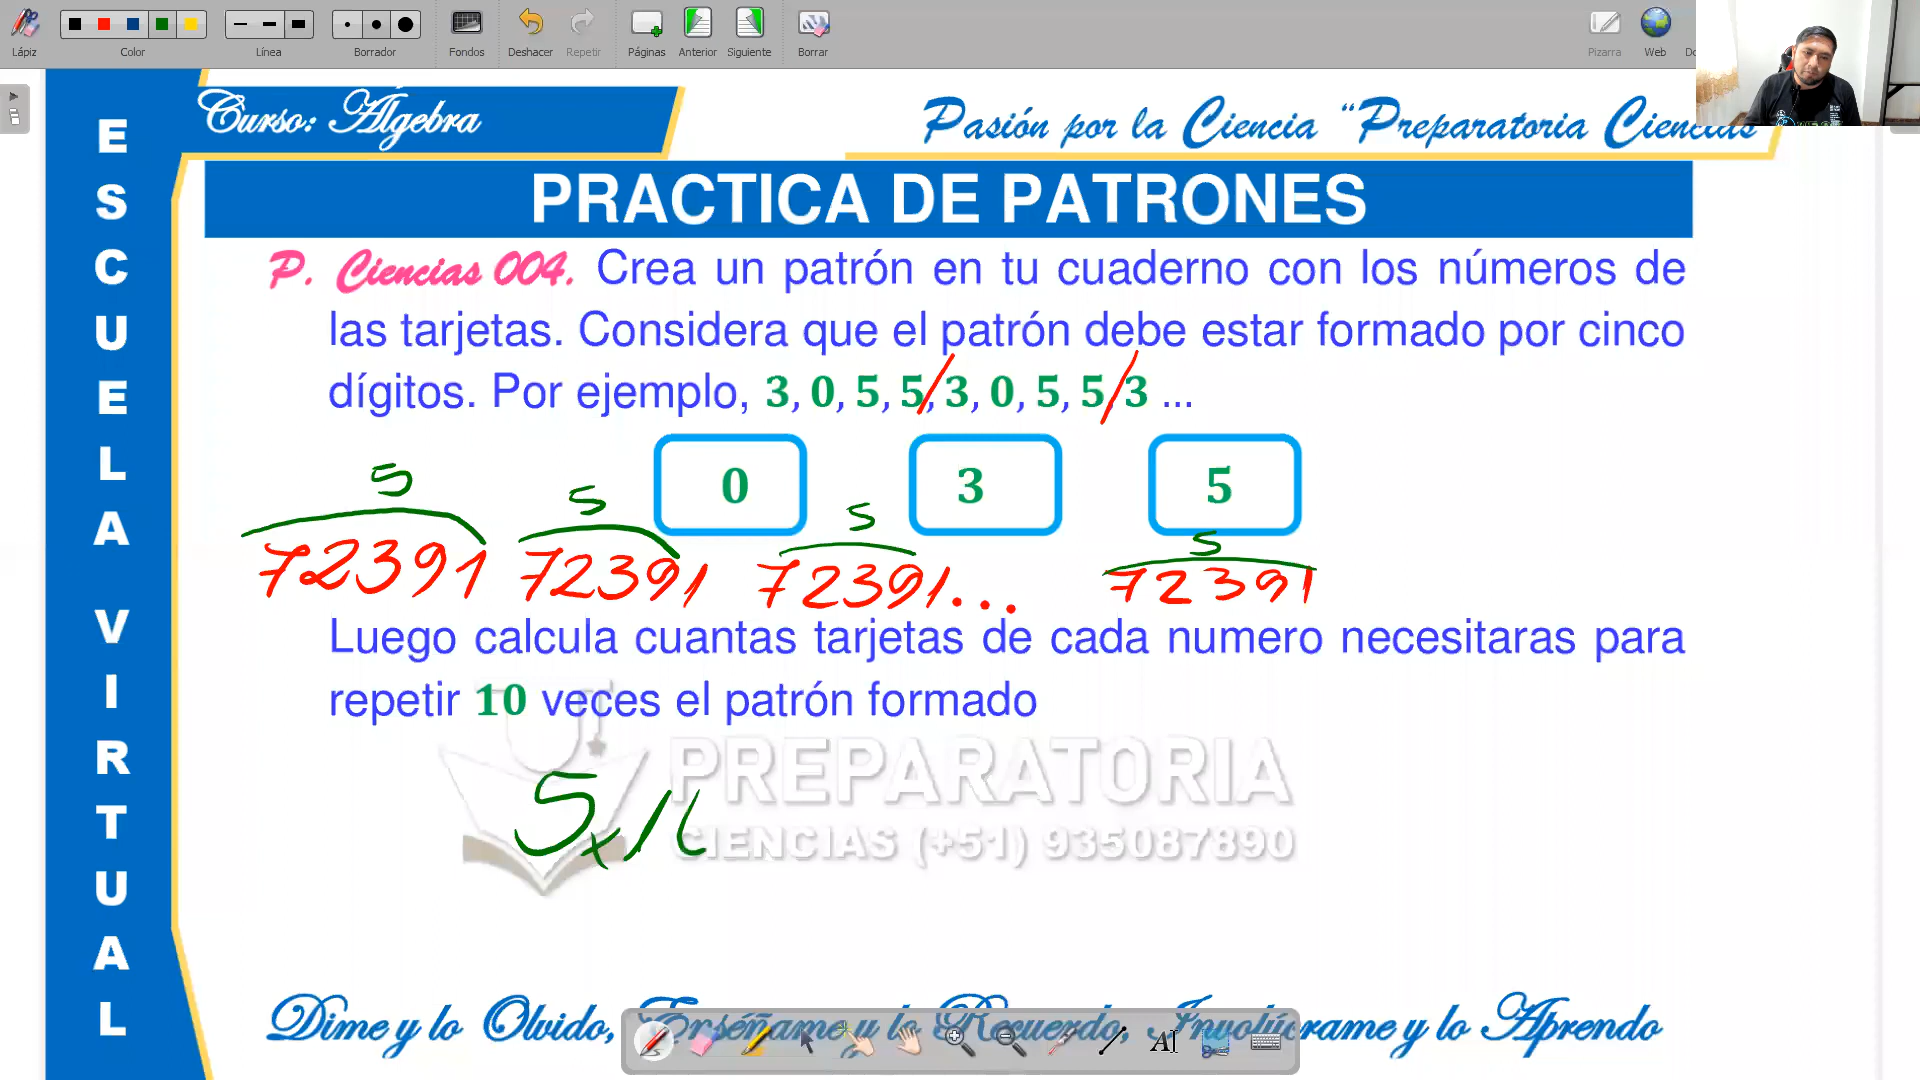 Lápiz Color Línea Borrador Fondos Deshacer Repetir Páginas Anterior Siguiente Borrar Pizarra Web
Curso: Álgebra
Pasión por la Ciencia “Preparatoria Ciencias
PRACTICA DE PATRONES
P. Ciencias 004. Crea un patrón en tu cuaderno con los números de
las tarjetas. Considera que el patrón debe estar formado por cinco
dígitos. Por ejemplo, 3, 0, 5, 5, 3, 0, 5, 5, 3 ...
0 3 5
5 5 5 5
72391 72391 72391... 72391
Luego calcula cuantas tarjetas de cada numero necesitaras para
repetir 10 veces el patrón formado
PREPARATORIA
CIENCIAS (+51) 935087890
5x1
ESCUELA VIRTUAL
Dime y lo Olvido, Enséñame y lo Recuerdo, Involúcrame y lo Aprendo